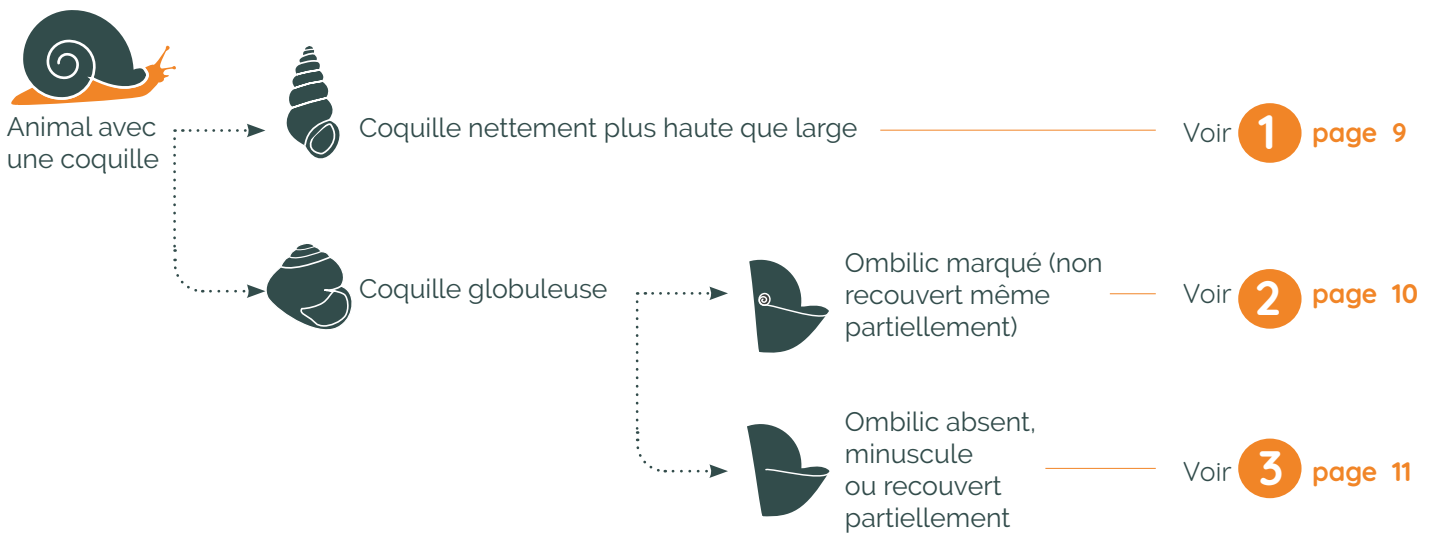 Animal avec
une coquille
Coquille nettement plus haute que large
Voir 1 page 9
Coquille globuleuse
Ombilic marqué (non
recouvert même
partiellement)
Voir 2 page 10
Ombilic absent,
minuscule
ou recouvert
partiellement
Voir 3 page 11